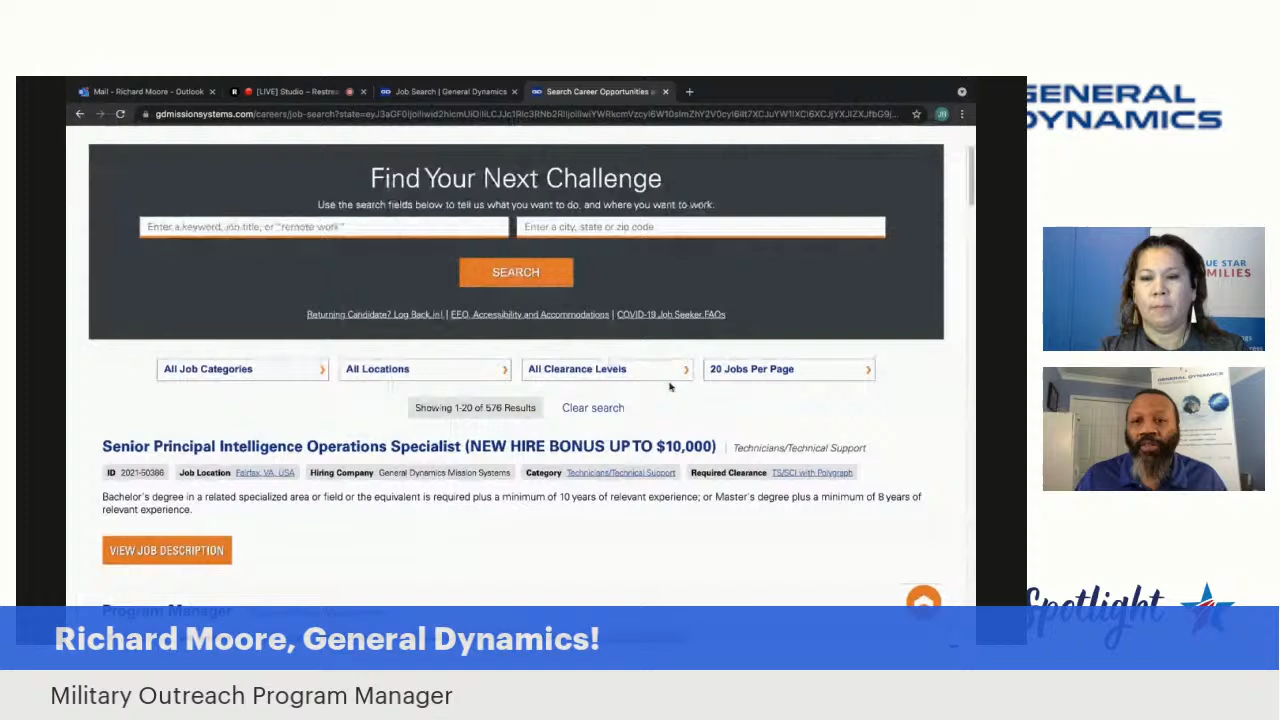 Mail - Richard Moore - Outlook
[LIVE] Studio - Restrea
Job Search | General Dynamics
Search Career Opportunities a
gdmissionsystems.com/careers/job-search?state=
Find Your Next Challenge
Use the search fields below to tell us what you want to do, and where you want to work.
Enter a keyword, job title, or "remote work"
Enter a city, state or zip code
SEARCH
Returning Candidate? Log Back in! | EEO, Accessibility and Accommodations | COVID-19 Job Seeker FAQs
All Job Categories
All Locations
All Clearance Levels
20 Jobs Per Page
Showing 1-20 of 576 Results
Clear search
Senior Principal Intelligence Operations Specialist (NEW HIRE BONUS UP TO $10,000) | Technicians/Technical Support
ID 2021-50386 Job Location Fairfax, VA, USA Hiring Company General Dynamics Mission Systems Category Technicians/Technical Support Required Clearance TS/SCI with Polygraph
Bachelor's degree in a related specialized area or field or the equivalent is required plus a minimum of 10 years of relevant experience; or Master's degree plus a minimum of 8 years of
relevant experience.
VIEW JOB DESCRIPTION
Program Manager
GENERAL
DYNAMICS
UE STAR
MILIES
GENERAL DYNAMICS
Spotlight
Richard Moore, General Dynamics!
Military Outreach Program Manager